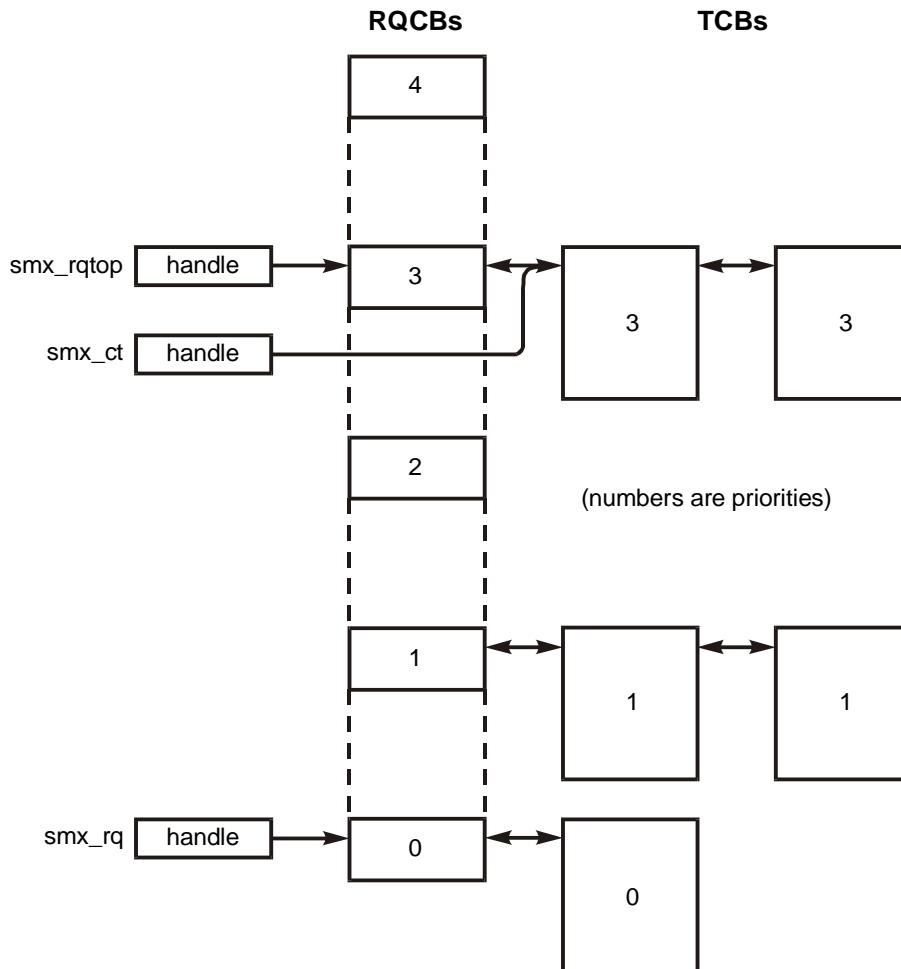 RQCBs TCBs
4
smx_rqtop handle 3
3 3
smx_ct handle
2
(numbers are priorities)
1
1 1
smx_rq handle 0
0